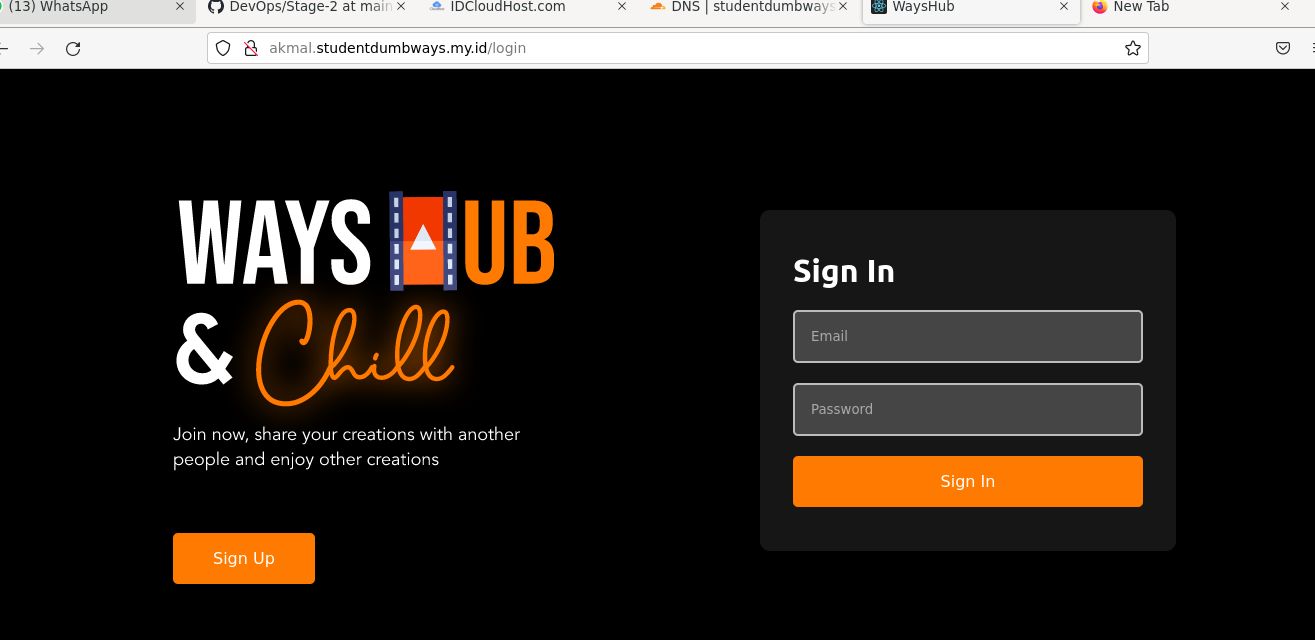 (13) WhatsApp
DevOps/Stage-2 at main
IDCloudHost.com
DNS | studentdumbways
WaysHub
New Tab
akmal.studentdumbways.my.id/login
WAYS HUB
& Chill
Join now, share your creations with another
people and enjoy other creations
Sign Up
Sign In
Email
Password
Sign In